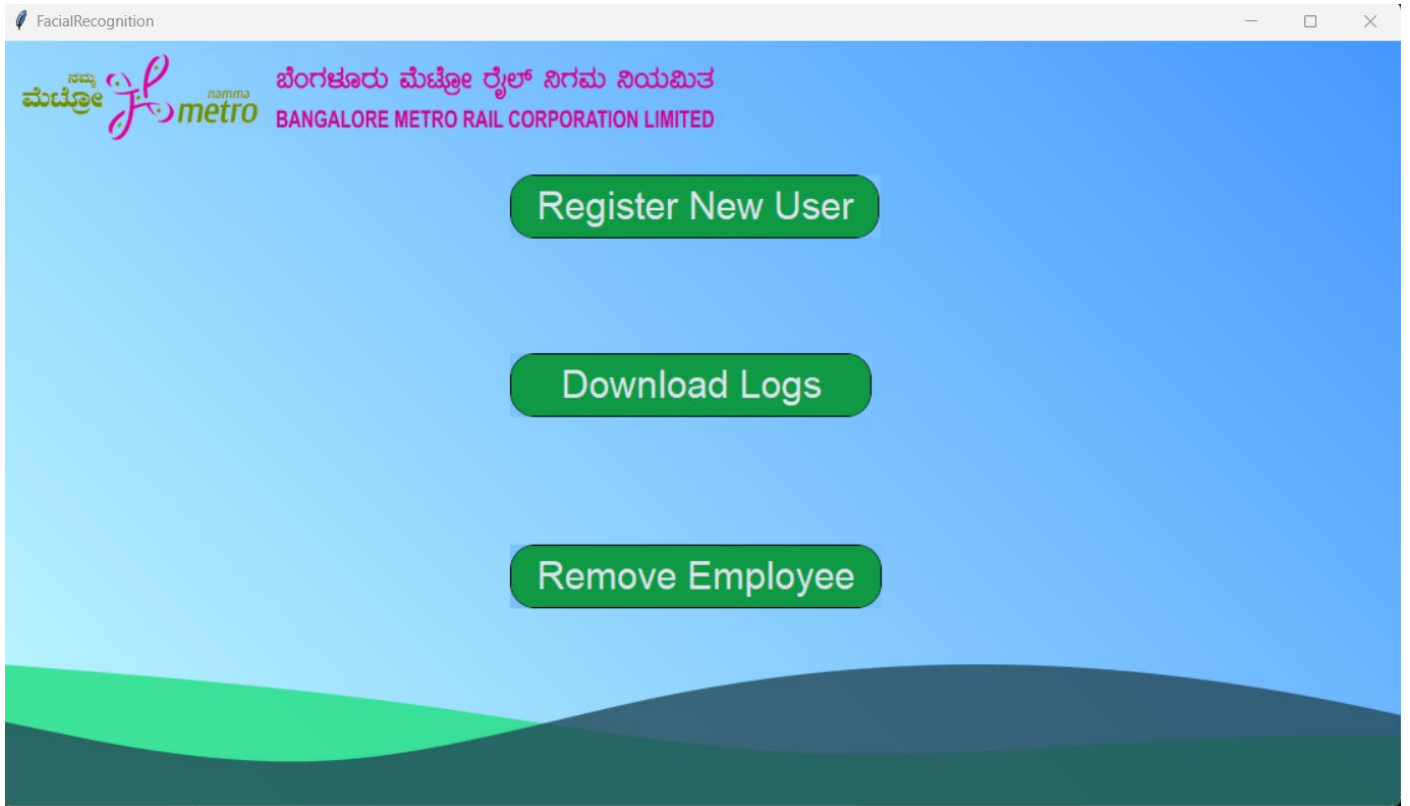 FacialRecognition
ನಮ್ಮ
ಮೆಟ್ರೋ
namma
metro
ಬೆಂಗಳೂರು ಮೆಟ್ರೋ ರೈಲ್ ನಿಗಮ ನಿಯಮಿತ
BANGALORE METRO RAIL CORPORATION LIMITED
Register New User
Download Logs
Remove Employee